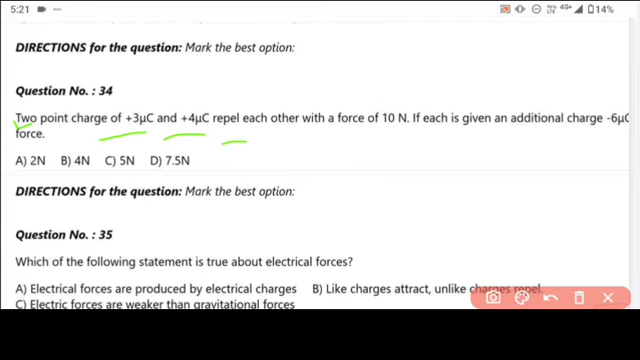 5:21
4G+
14%
DIRECTIONS for the question: Mark the best option:
Question No. : 34
Two point charge of +3μC and +4μC repel each other with a force of 10 N. If each is given an additional charge -6μC
force.
A) 2N B) 4N C) 5N D) 7.5N
DIRECTIONS for the question: Mark the best option:
Question No. : 35
Which of the following statement is true about electrical forces?
A) Electrical forces are produced by electrical charges B) Like charges attract, unlike charges repel.
C) Electric forces are weaker than gravitational forces